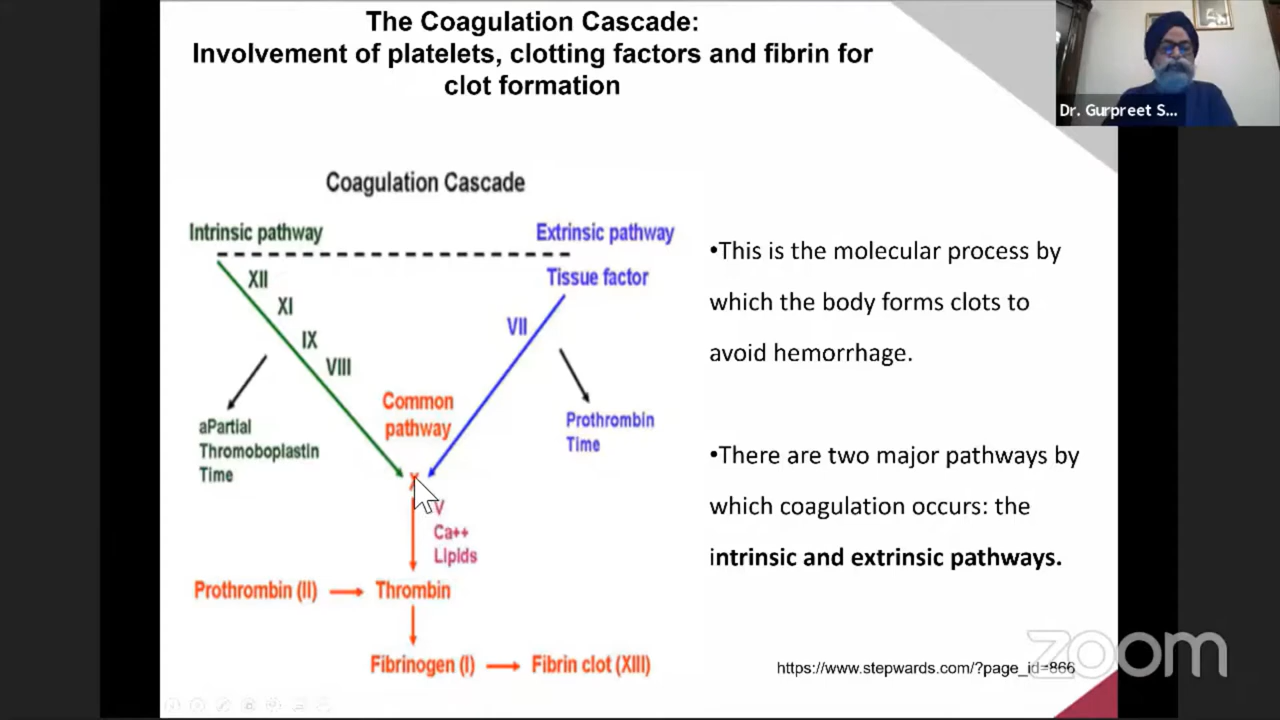 The Coagulation Cascade:
Involvement of platelets, clotting factors and fibrin for
clot formation
Dr. Gurpreet S...
Coagulation Cascade
Intrinsic pathway
Extrinsic pathway
XII
XI
IX
VIII
Tissue factor
VII
aPartial
Thromoboplastin
Time
Common
pathway
Prothrombin
Time
X
V
Ca++
Lipids
Prothrombin (II)
Thrombin
Fibrinogen (I)
Fibrin clot (XIII)
•This is the molecular process by
which the body forms clots to
avoid hemorrhage.
•There are two major pathways by
which coagulation occurs: the
intrinsic and extrinsic pathways.
https://www.stepwards.com/?page_id=866
zoom